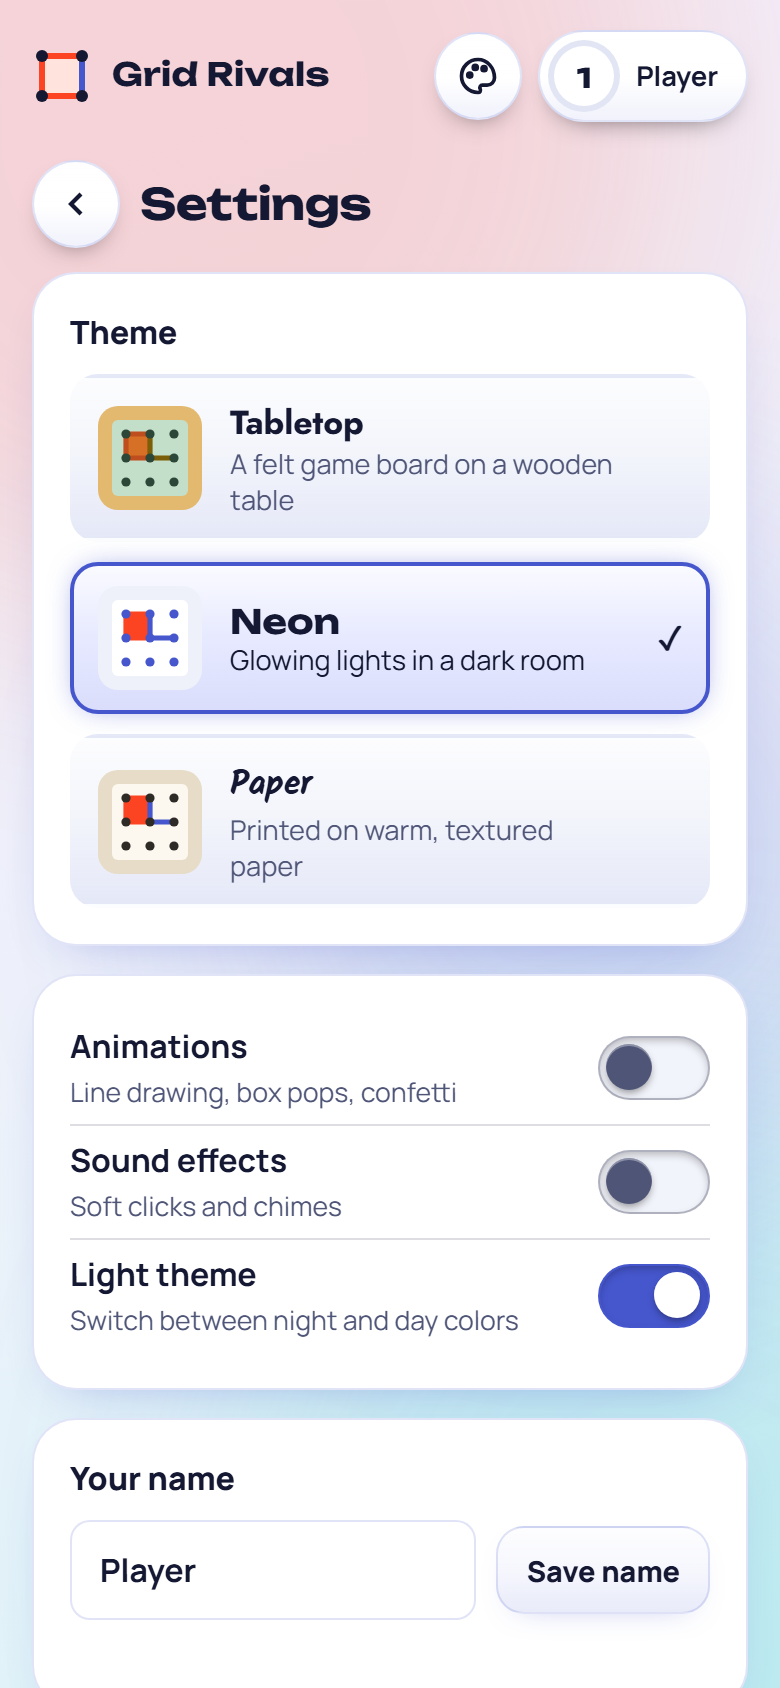 Grid Rivals
1
Player
Settings
Theme
Tabletop
A felt game board on a wooden
table
Neon
Glowing lights in a dark room
✓
Paper
Printed on warm, textured
paper
Animations
Line drawing, box pops, confetti
Sound effects
Soft clicks and chimes
Light theme
Switch between night and day colors
Your name
Player
Save name